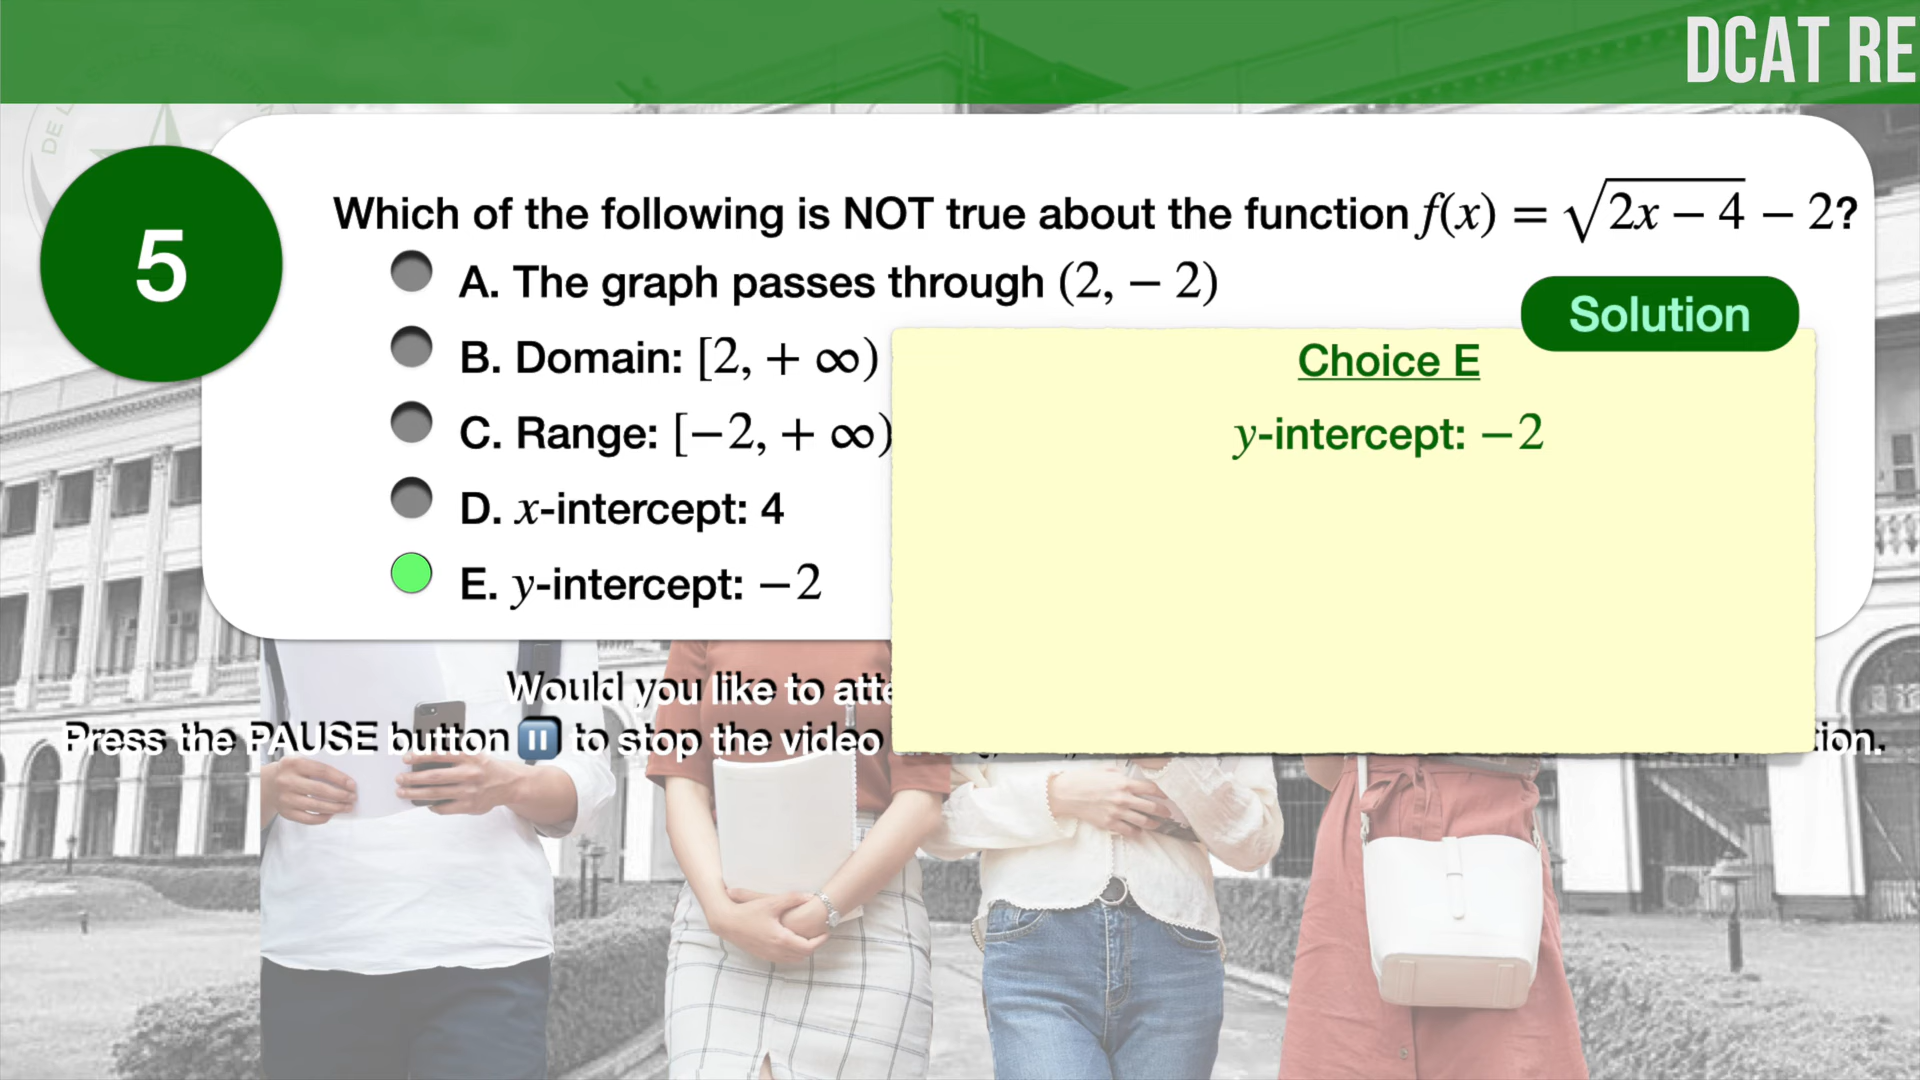 DCAT RE
5
Which of the following is NOT true about the function f(x) = √(2x − 4) − 2?
A. The graph passes through (2, − 2)
Solution
B. Domain: [2, + ∞)
Choice E
C. Range: [−2, + ∞)
y-intercept: −2
D. x-intercept: 4
E. y-intercept: −2
Would you like to
Press the PAUSE button ⏸ to stop the video